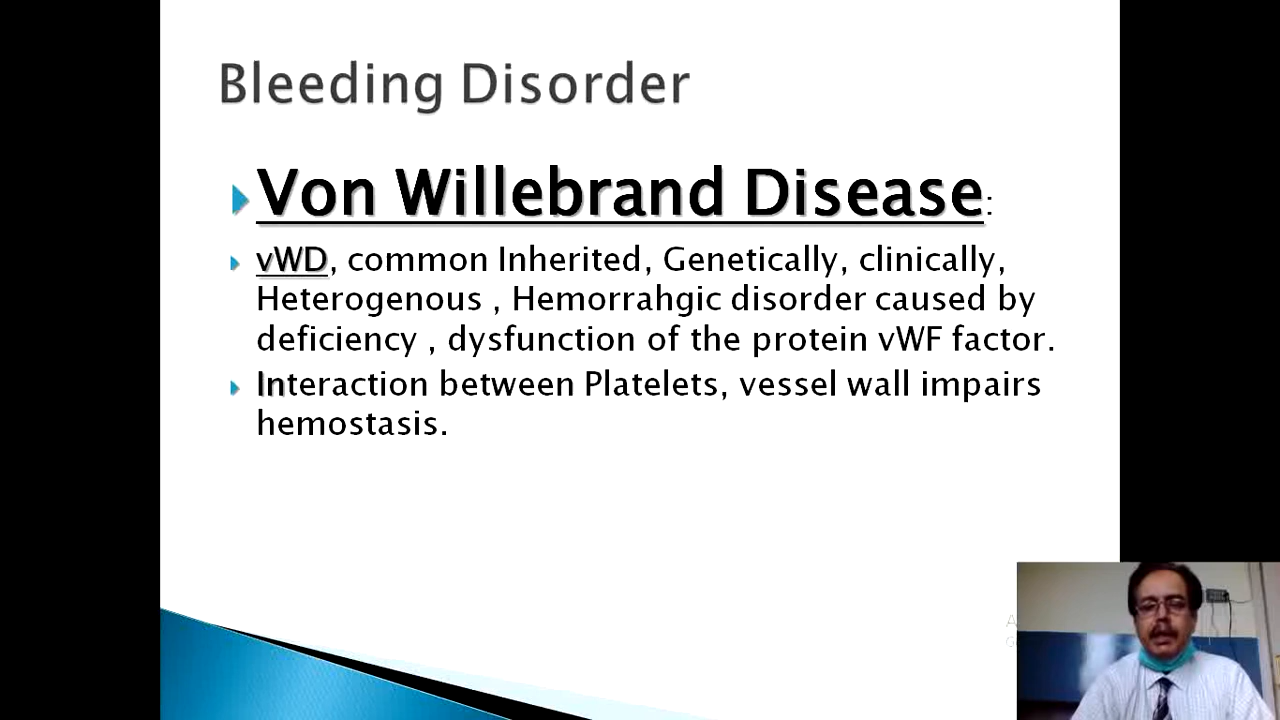 Bleeding Disorder
Von Willebrand Disease:
vWD, common Inherited, Genetically, clinically,
Heterogenous , Hemorrahgic disorder caused by
deficiency , dysfunction of the protein vWF factor.
Interaction between Platelets, vessel wall impairs
hemostasis.